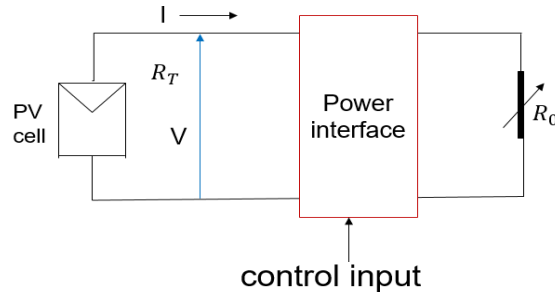 I
R_T
PV
cell
V
Power
interface
R_0
control input